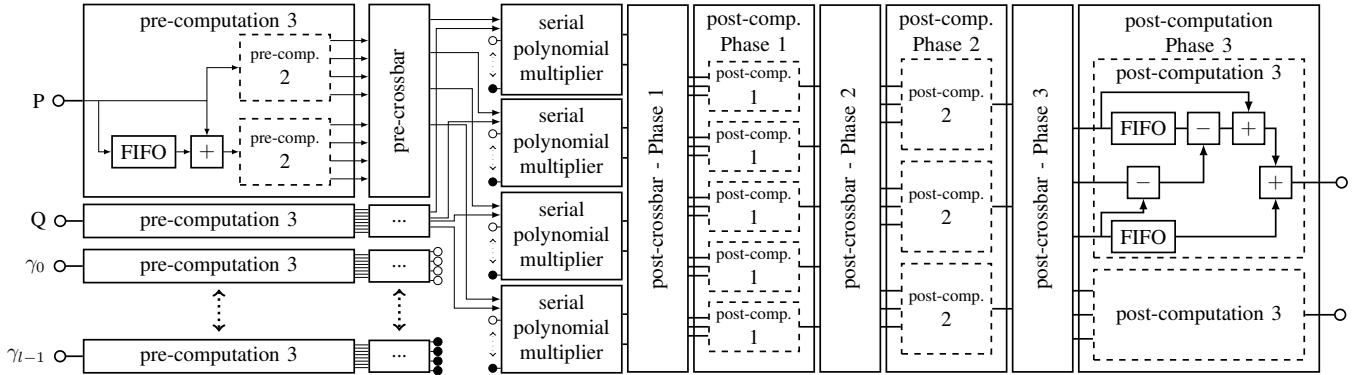 pre-computation 3
P
FIFO
+
pre-comp.
2
pre-comp.
2
pre-crossbar
Q
pre-computation 3
...
γ0
pre-computation 3
...
γl−1
pre-computation 3
...
serial
polynomial
multiplier
serial
polynomial
multiplier
serial
polynomial
multiplier
serial
polynomial
multiplier
post-crossbar - Phase 1
post-comp.
Phase 1
post-comp.
1
post-comp.
1
post-comp.
1
post-comp.
1
post-comp.
1
post-crossbar - Phase 2
post-comp.
Phase 2
post-comp.
2
post-comp.
2
post-comp.
2
post-crossbar - Phase 3
post-computation
Phase 3
post-computation 3
FIFO
−
+
−
+
FIFO
post-computation 3